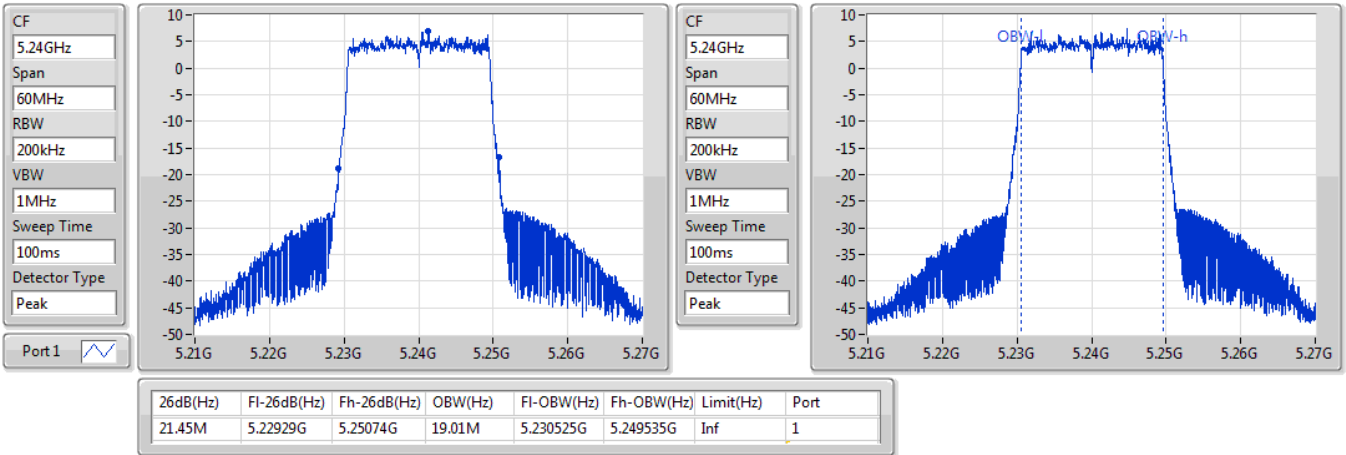 CF
5.24GHz
Span
60MHz
RBW
200kHz
VBW
1MHz
Sweep Time
100ms
Detector Type
Peak
Port 1
10
5
0
-5
-10
-15
-20
-25
-30
-35
-40
-45
-50
5.21G 5.22G 5.23G 5.24G 5.25G 5.26G 5.27G
CF
5.24GHz
Span
60MHz
RBW
200kHz
VBW
1MHz
Sweep Time
100ms
Detector Type
Peak
10
5
0
-5
-10
-15
-20
-25
-30
-35
-40
-45
-50
OBW-l OBW-h
5.21G 5.22G 5.23G 5.24G 5.25G 5.26G 5.27G
26dB(Hz) Fl-26dB(Hz) Fh-26dB(Hz) OBW(Hz) Fl-OBW(Hz) Fh-OBW(Hz) Limit(Hz) Port
21.45M 5.22929G 5.25074G 19.01M 5.230525G 5.249535G Inf 1